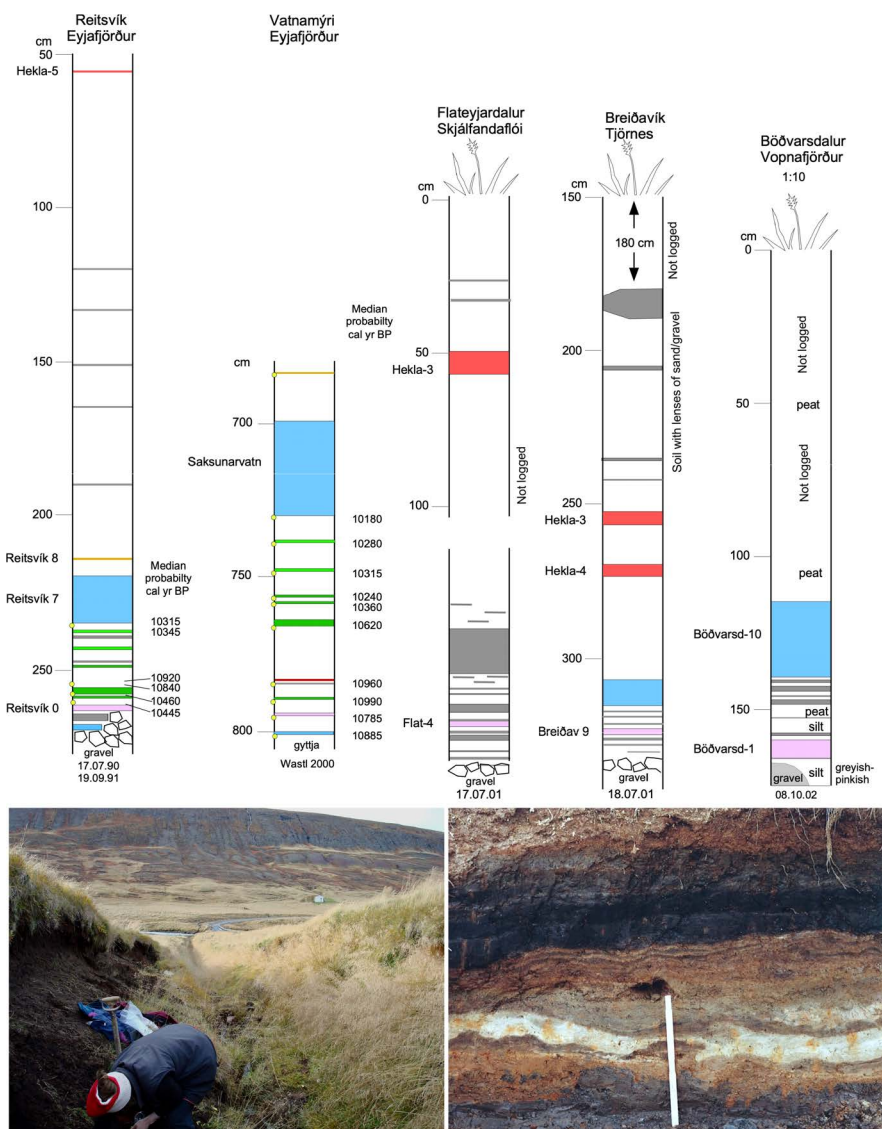 Reitsvík
Eyjafjörður
cm
50
Hekla-5
100
150
200
Reitsvík 8
Reitsvík 7
250
Reitsvík 0
Median
probabilty
cal yr BP
10315
10345
10920
10840
10460
10445
gravel
17.07.90
19.09.91
Vatnamýri
Eyjafjörður
Median
probabilty
cal yr BP
cm
700
Saksunarvatn
750
800
10180
10280
10315
10240
10360
10620
10960
10990
10785
10885
gyttja
Wastl 2000
Flateyjardalur
Skjálfandaflói
cm
0
50
Hekla-3
100
Not logged
Flat-4
gravel
17.07.01
Breiðavík
Tjörnes
cm
150
180 cm
Not logged
200
Soil with lenses of sand/gravel
250
Hekla-3
Hekla-4
300
Breiðav 9
gravel
18.07.01
Böðvarsdalur
Vopnafjörður
1:10
cm
0
Not logged
50
peat
Not logged
100
peat
Böðvarsd-10
150
peat
silt
Böðvarsd-1
gravel
silt
greyish-
pinkish
08.10.02